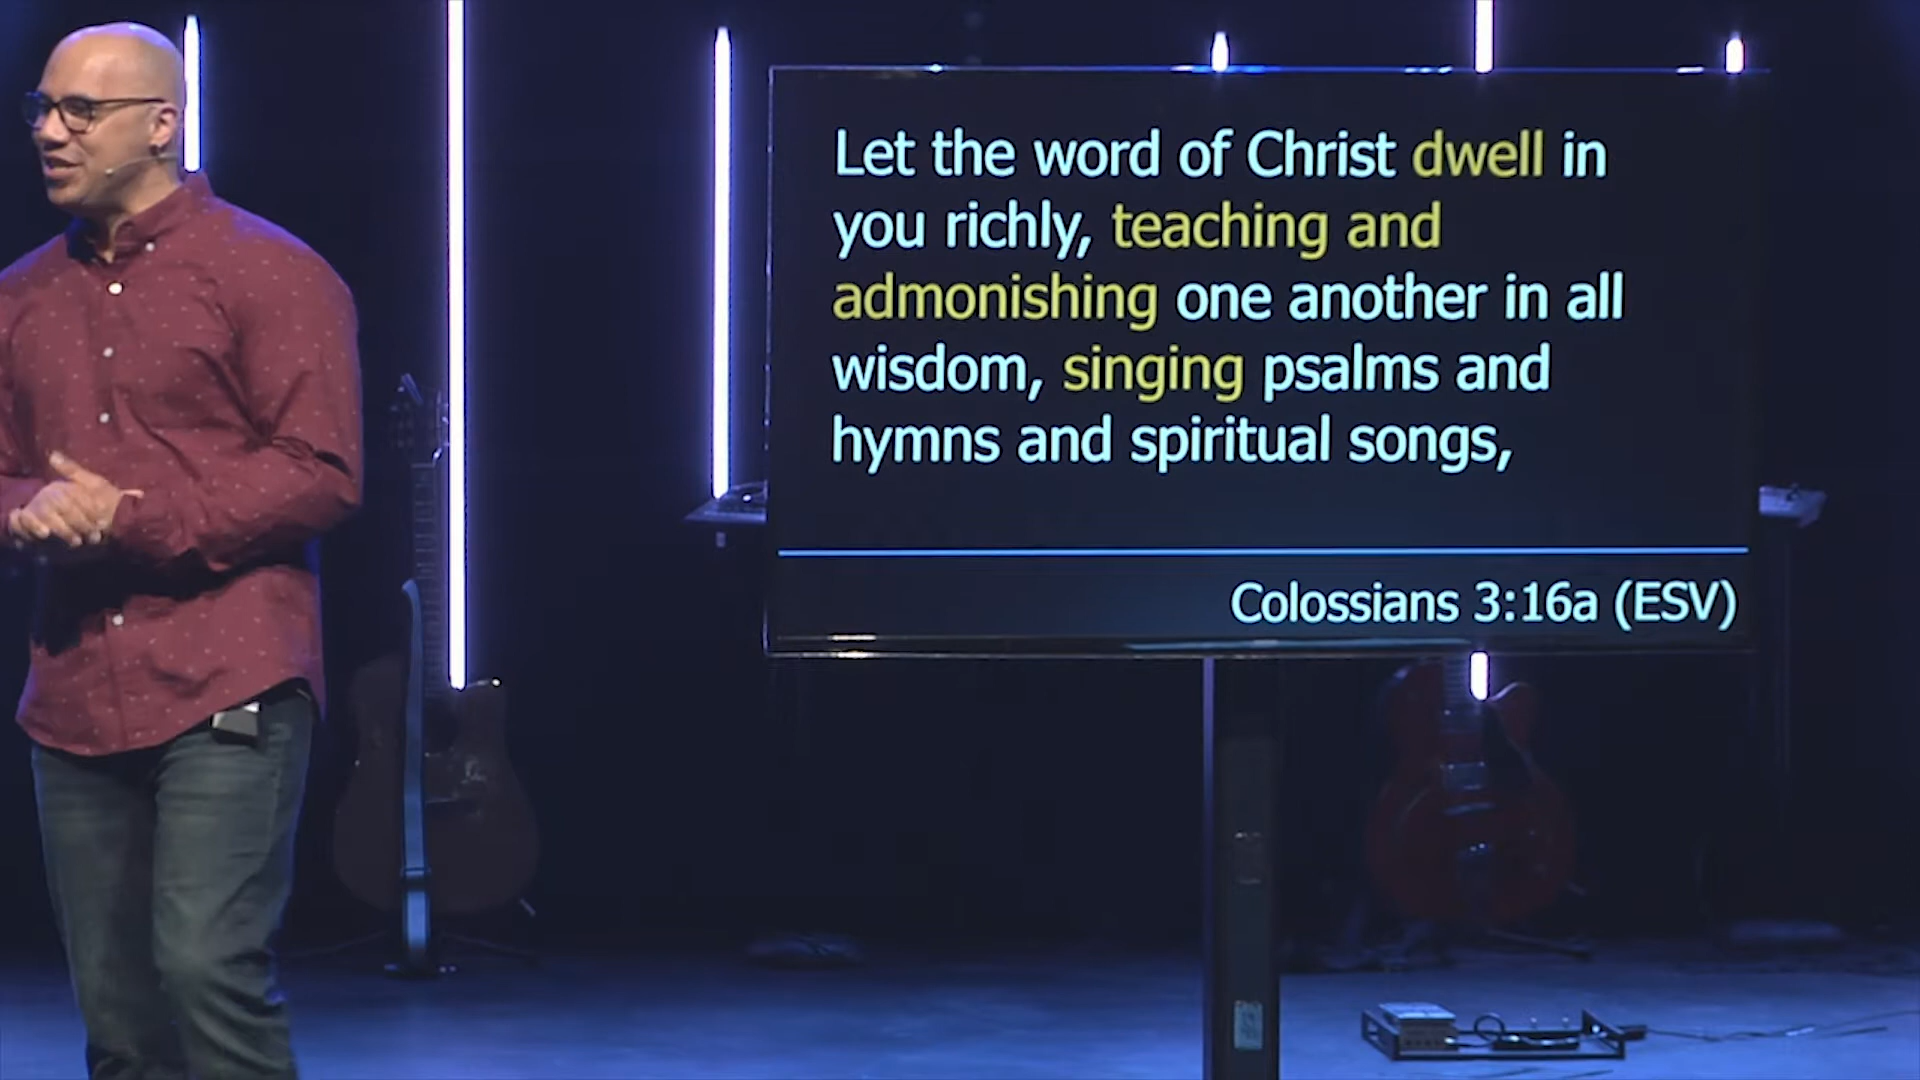 Let the word of Christ dwell in
you richly, teaching and
admonishing one another in all
wisdom, singing psalms and
hymns and spiritual songs,
Colossians 3:16a (ESV)